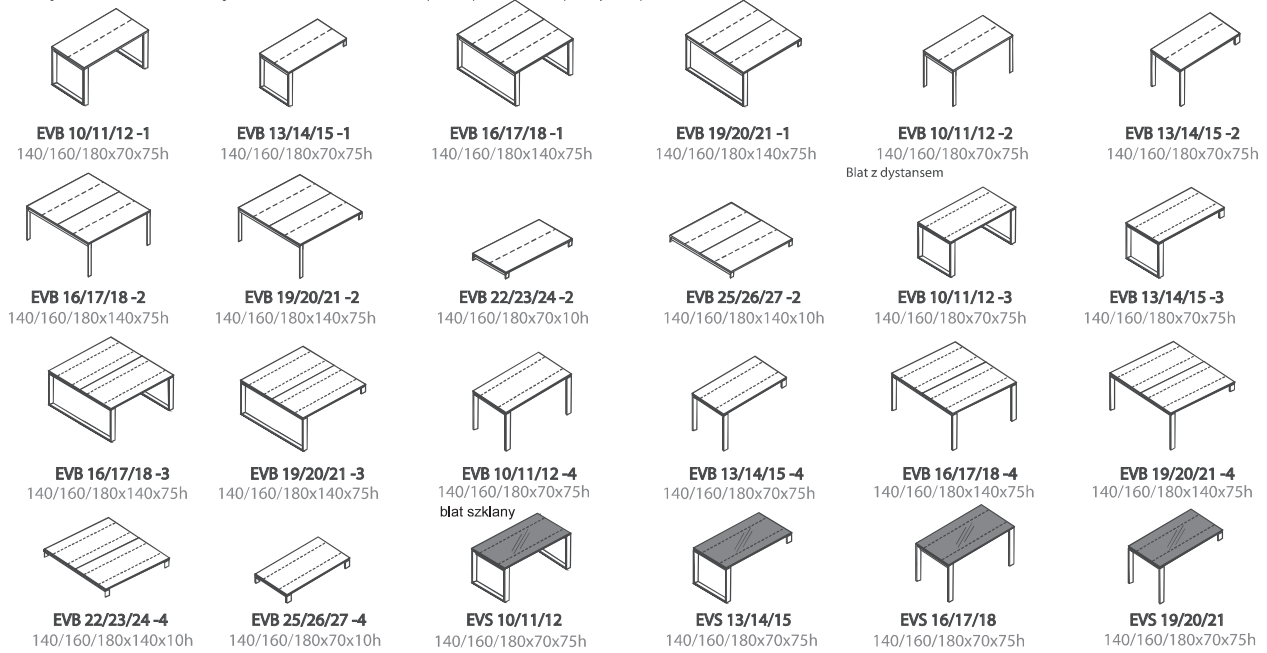 EVB 10/11/12 -1
140/160/180x70x75h
EVB 13/14/15 -1
140/160/180x70x75h
EVB 16/17/18 -1
140/160/180x140x75h
EVB 19/20/21 -1
140/160/180x140x75h
EVB 10/11/12 -2
140/160/180x70x75h
EVB 13/14/15 -2
140/160/180x70x75h
EVB 16/17/18 -2
140/160/180x140x75h
EVB 19/20/21 -2
140/160/180x140x75h
EVB 22/23/24 -2
140/160/180x70x10h
EVB 25/26/27 -2
140/160/180x140x10h
Blat z dystansem
EVB 10/11/12 -3
140/160/180x70x75h
EVB 13/14/15 -3
140/160/180x70x75h
EVB 16/17/18 -3
140/160/180x140x75h
EVB 19/20/21 -3
140/160/180x140x75h
EVB 10/11/12 -4
140/160/180x70x75h
EVB 13/14/15 -4
140/160/180x70x75h
EVB 16/17/18 -4
140/160/180x140x75h
EVB 19/20/21 -4
140/160/180x140x75h
EVB 22/23/24 -4
140/160/180x140x10h
EVB 25/26/27 -4
140/160/180x70x10h
blat szklany
EVS 10/11/12
140/160/180x70x75h
EVS 13/14/15
140/160/180x70x75h
EVS 16/17/18
140/160/180x70x75h
EVS 19/20/21
140/160/180x70x75h